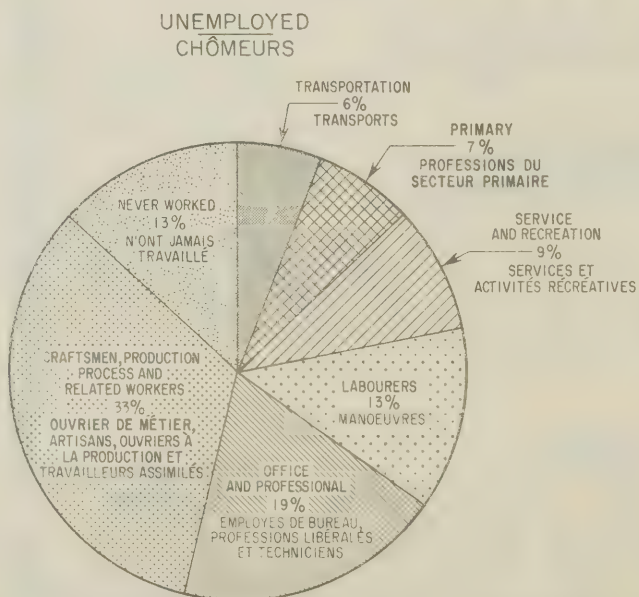 UNEMPLOYED
CHÔMEURS
TRANSPORTATION
6%
TRANSPORTS
PRIMARY
7%
PROFESSIONS DU
SECTEUR PRIMAIRE
SERVICE
AND RECREATION
9%
SERVICES ET
ACTIVITÉS RÉCRÉATIVES
NEVER WORKED
13%
N'ONT JAMAIS
TRAVAILLÉ
LABOURERS
13%
MANOEUVRES
CRAFTSMEN, PRODUCTION
PROCESS AND
RELATED WORKERS
33%
OUVRIER DE MÉTIER,
ARTISANS, OUVRIERS À
LA PRODUCTION ET
TRAVAILLEURS ASSIMILÉS
OFFICE
AND PROFESSIONAL
19%
EMPLOYES DE BUREAU,
PROFESSIONS LIBÉRALES
ET TECHNICIENS